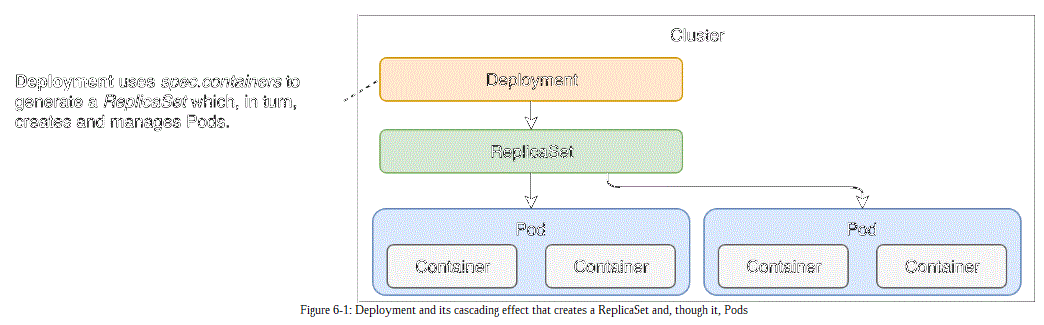 Cluster
Deployment uses spec.containers to
generate a ReplicaSet which, in turn,
creates and manages Pods.
Deployment
ReplicaSet
Pod
Container Container
Pod
Container Container
Figure 6-1: Deployment and its cascading effect that creates a ReplicaSet and, though it, Pods